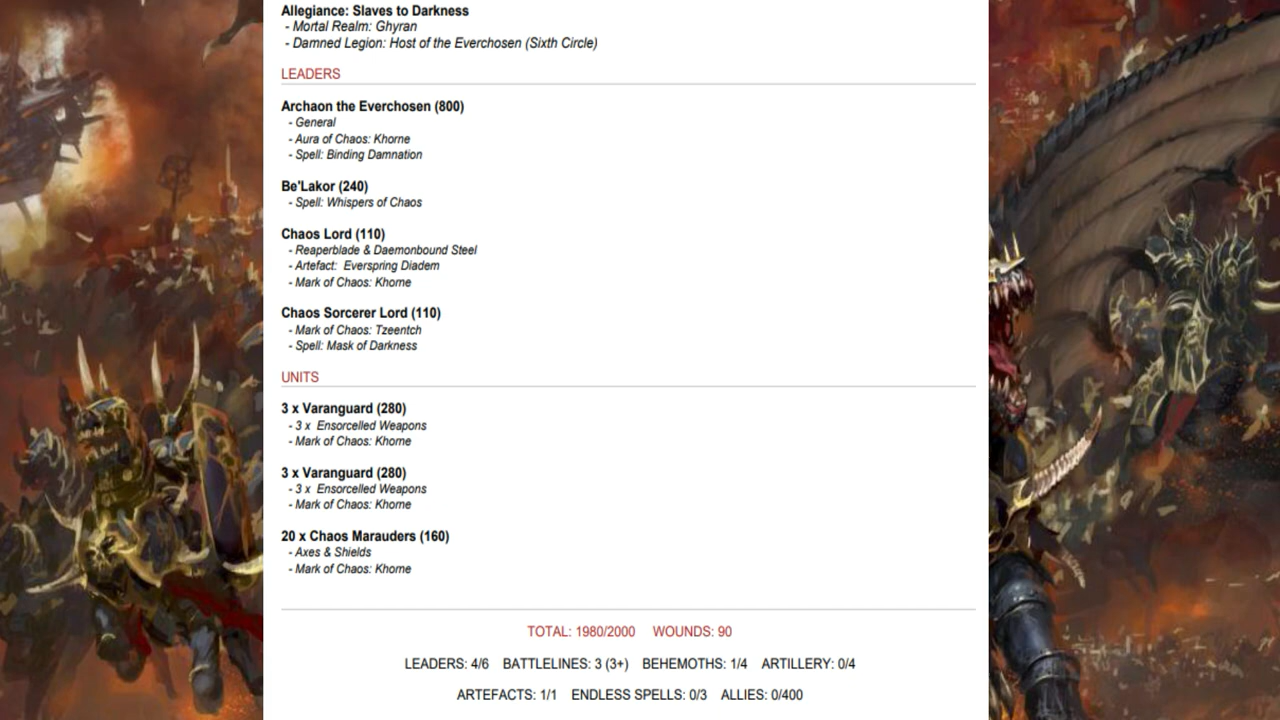 Allegiance: Slaves to Darkness
- Mortal Realm: Ghyran
- Damned Legion: Host of the Everchosen (Sixth Circle)
LEADERS
Archaon the Everchosen (800)
- General
- Aura of Chaos: Khorne
- Spell: Binding Damnation
Be'Lakor (240)
- Spell: Whispers of Chaos
Chaos Lord (110)
- Reaperblade & Daemonbound Steel
- Artefact: Everspring Diadem
- Mark of Chaos: Khorne
Chaos Sorcerer Lord (110)
- Mark of Chaos: Tzeentch
- Spell: Mask of Darkness
UNITS
3 x Varanguard (280)
- 3 x Ensorcelled Weapons
- Mark of Chaos: Khorne
3 x Varanguard (280)
- 3 x Ensorcelled Weapons
- Mark of Chaos: Khorne
20 x Chaos Marauders (160)
- Axes & Shields
- Mark of Chaos: Khorne
TOTAL: 1980/2000 WOUNDS: 90
LEADERS: 4/6 BATTLELINES: 3 (3+) BEHEMOTHS: 1/4 ARTILLERY: 0/4
ARTEFACTS: 1/1 ENDLESS SPELLS: 0/3 ALLIES: 0/400